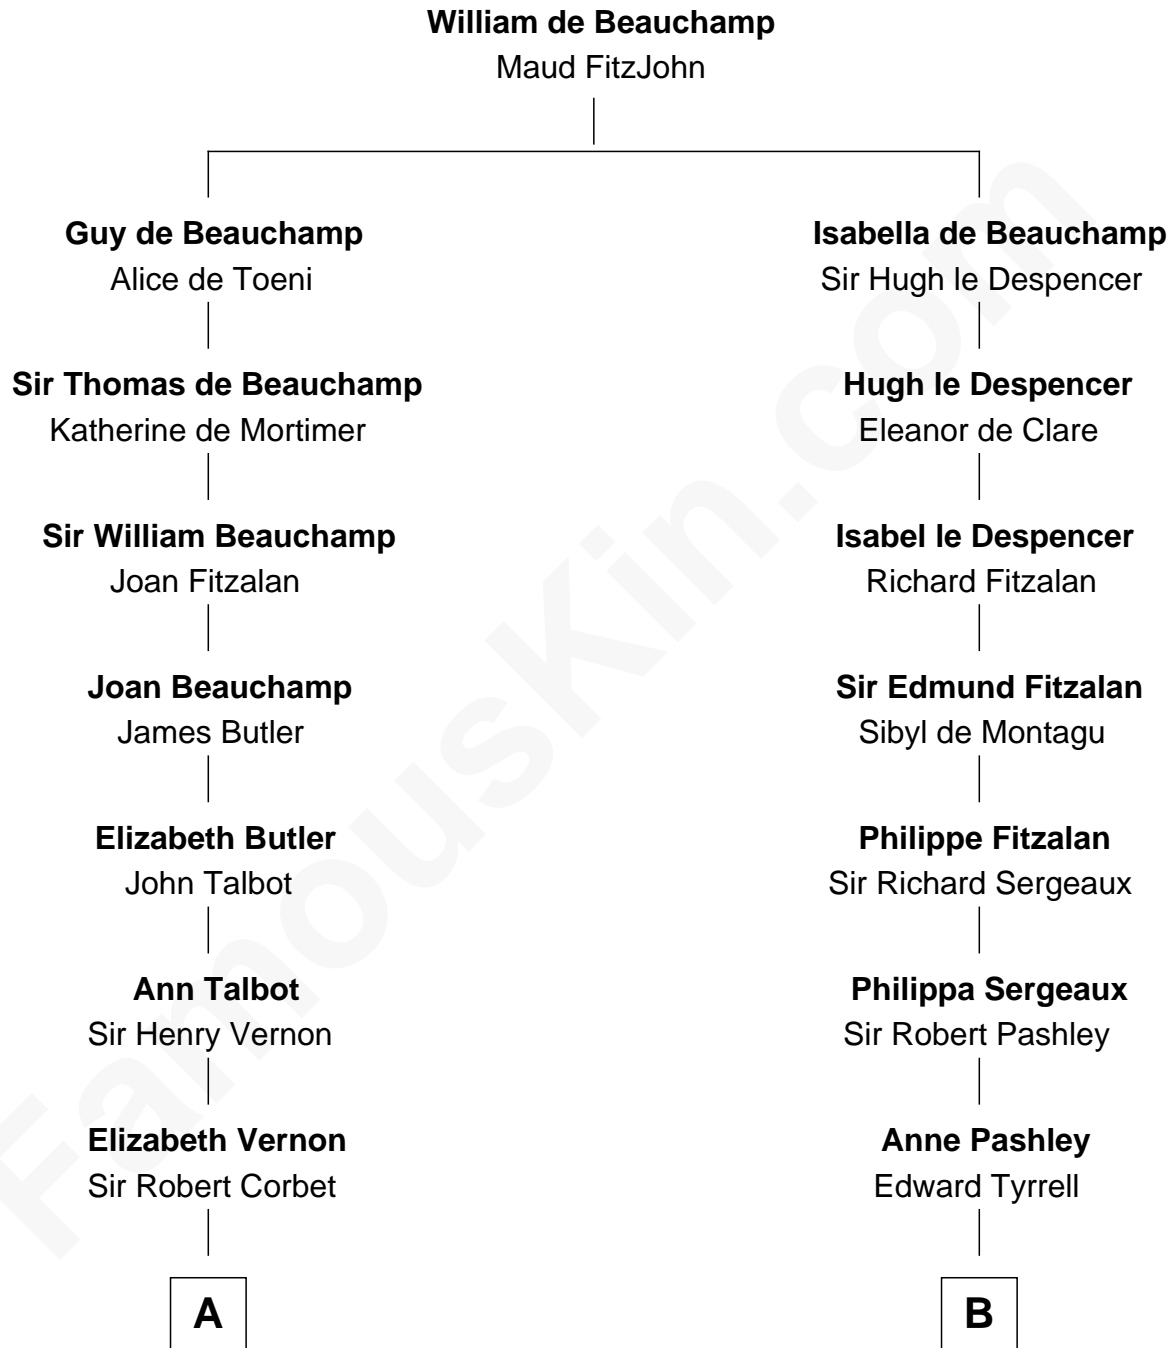 William de Beauchamp
Maud FitzJohn
Guy de Beauchamp
Alice de Toeni
Sir Thomas de Beauchamp
Katherine de Mortimer
Sir William Beauchamp
Joan Fitzalan
Joan Beauchamp
James Butler
Elizabeth Butler
John Talbot
Ann Talbot
Sir Henry Vernon
Elizabeth Vernon
Sir Robert Corbet
A
Isabella de Beauchamp
Sir Hugh le Despencer
Hugh le Despencer
Eleanor de Clare
Isabel le Despencer
Richard Fitzalan
Sir Edmund Fitzalan
Sibyl de Montagu
Philippe Fitzalan
Sir Richard Sergeaux
Philippa Sergeaux
Sir Robert Pashley
Anne Pashley
Edward Tyrrell
B
FamousKin.com